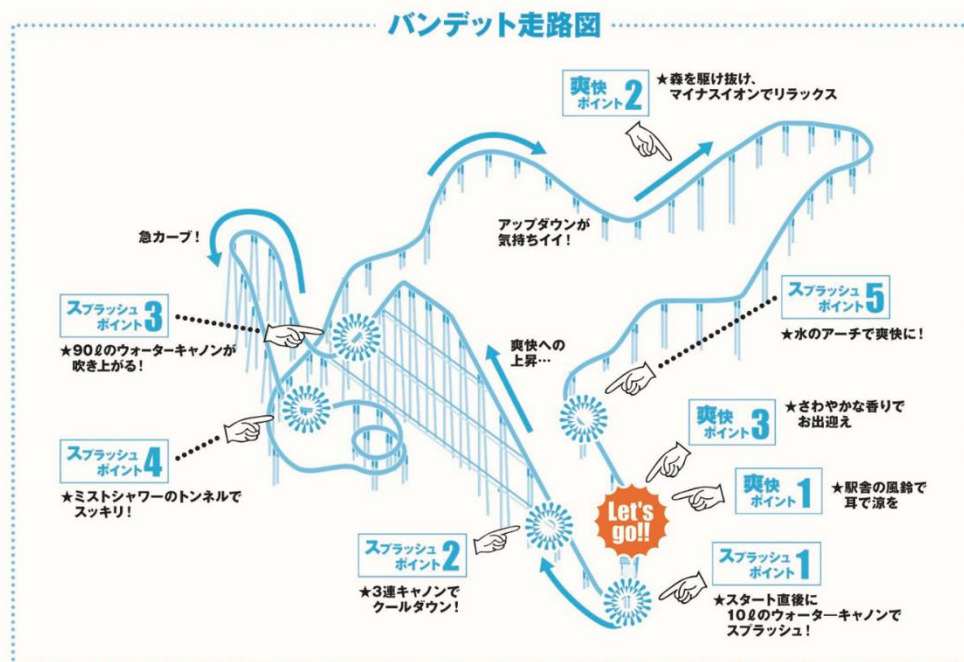 バンデット走路図
爽快
ポイント2
★森を駆け抜け、
マイナスイオンでリラックス
アップダウンが
気持ちイイ！
急カーブ！
スプラッシュ
ポイント3
★90ℓのウォーターキャノンが
吹き上がる！
スプラッシュ
ポイント5
★水のアーチで爽快に！
爽快への
上昇…
爽快
ポイント3
★さわやかな香りで
お出迎え
スプラッシュ
ポイント4
★ミストシャワーのトンネルで
スッキリ！
爽快
ポイント1
★駅舎の風鈴で
耳で涼を
Let's
go!!
スプラッシュ
ポイント2
★3連キャノンで
クールダウン！
スプラッシュ
ポイント1
★スタート直後に
10ℓのウォーターーキャノンで
スプラッシュ！